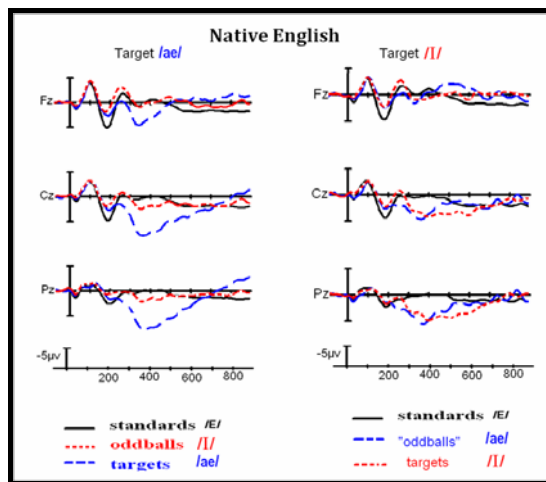 Native English
Target /ae/
Target /I/
Fz
Fz
Cz
Cz
Pz
Pz
-5µv
200 400 600 800
-5µv
200 400 600 800
standards /E/
oddballs /I/
targets /ae/
standards /E/
"oddballs" /ae/
targets /I/